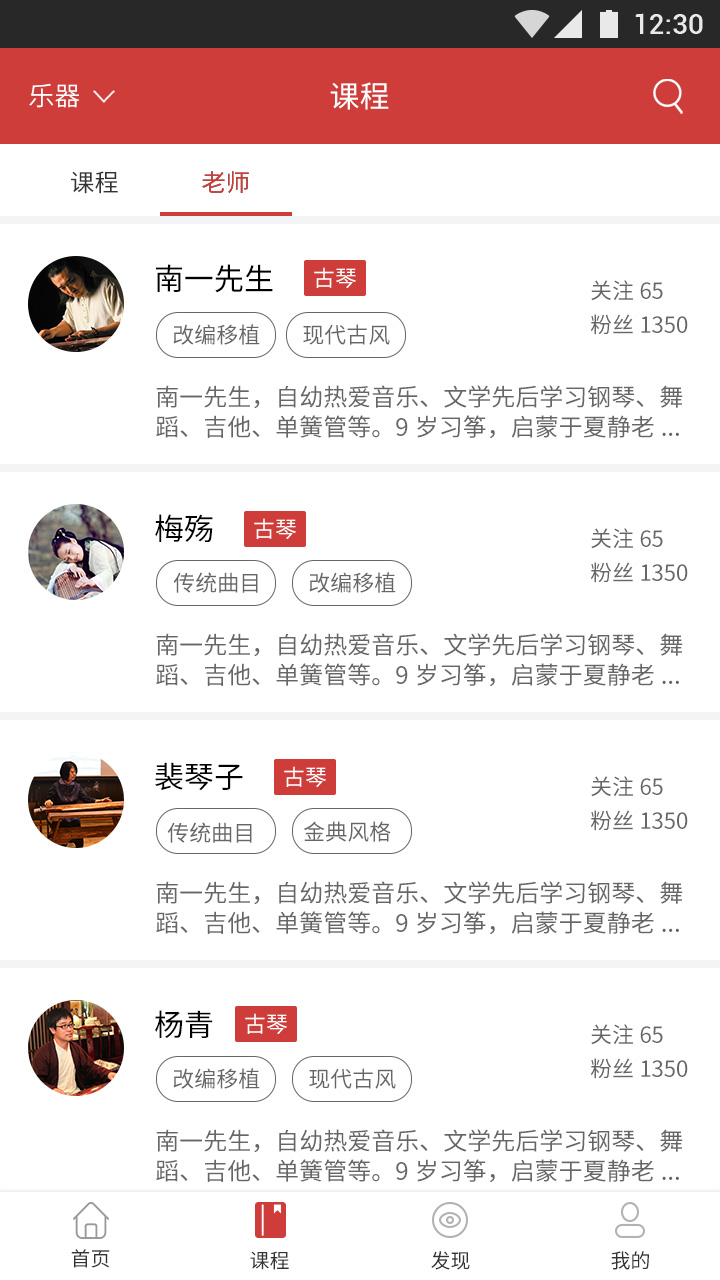 12:30
乐器 课程
课程 老师
南一先生 古琴
关注 65
改编移植 现代古风
粉丝 1350
南一先生，自幼热爱音乐、文学先后学习钢琴、舞
蹈、吉他、单簧管等。9 岁习筝，启蒙于夏静老 ...
梅殇 古琴
关注 65
传统曲目 改编移植
粉丝 1350
南一先生，自幼热爱音乐、文学先后学习钢琴、舞
蹈、吉他、单簧管等。9 岁习筝，启蒙于夏静老 ...
裴琴子 古琴
关注 65
传统曲目 金典风格
粉丝 1350
南一先生，自幼热爱音乐、文学先后学习钢琴、舞
蹈、吉他、单簧管等。9 岁习筝，启蒙于夏静老 ...
杨青 古琴
关注 65
改编移植 现代古风
粉丝 1350
南一先生，自幼热爱音乐、文学先后学习钢琴、舞
蹈、吉他、单簧管等。9 岁习筝，启蒙于夏静老 ...
首页 课程 发现 我的